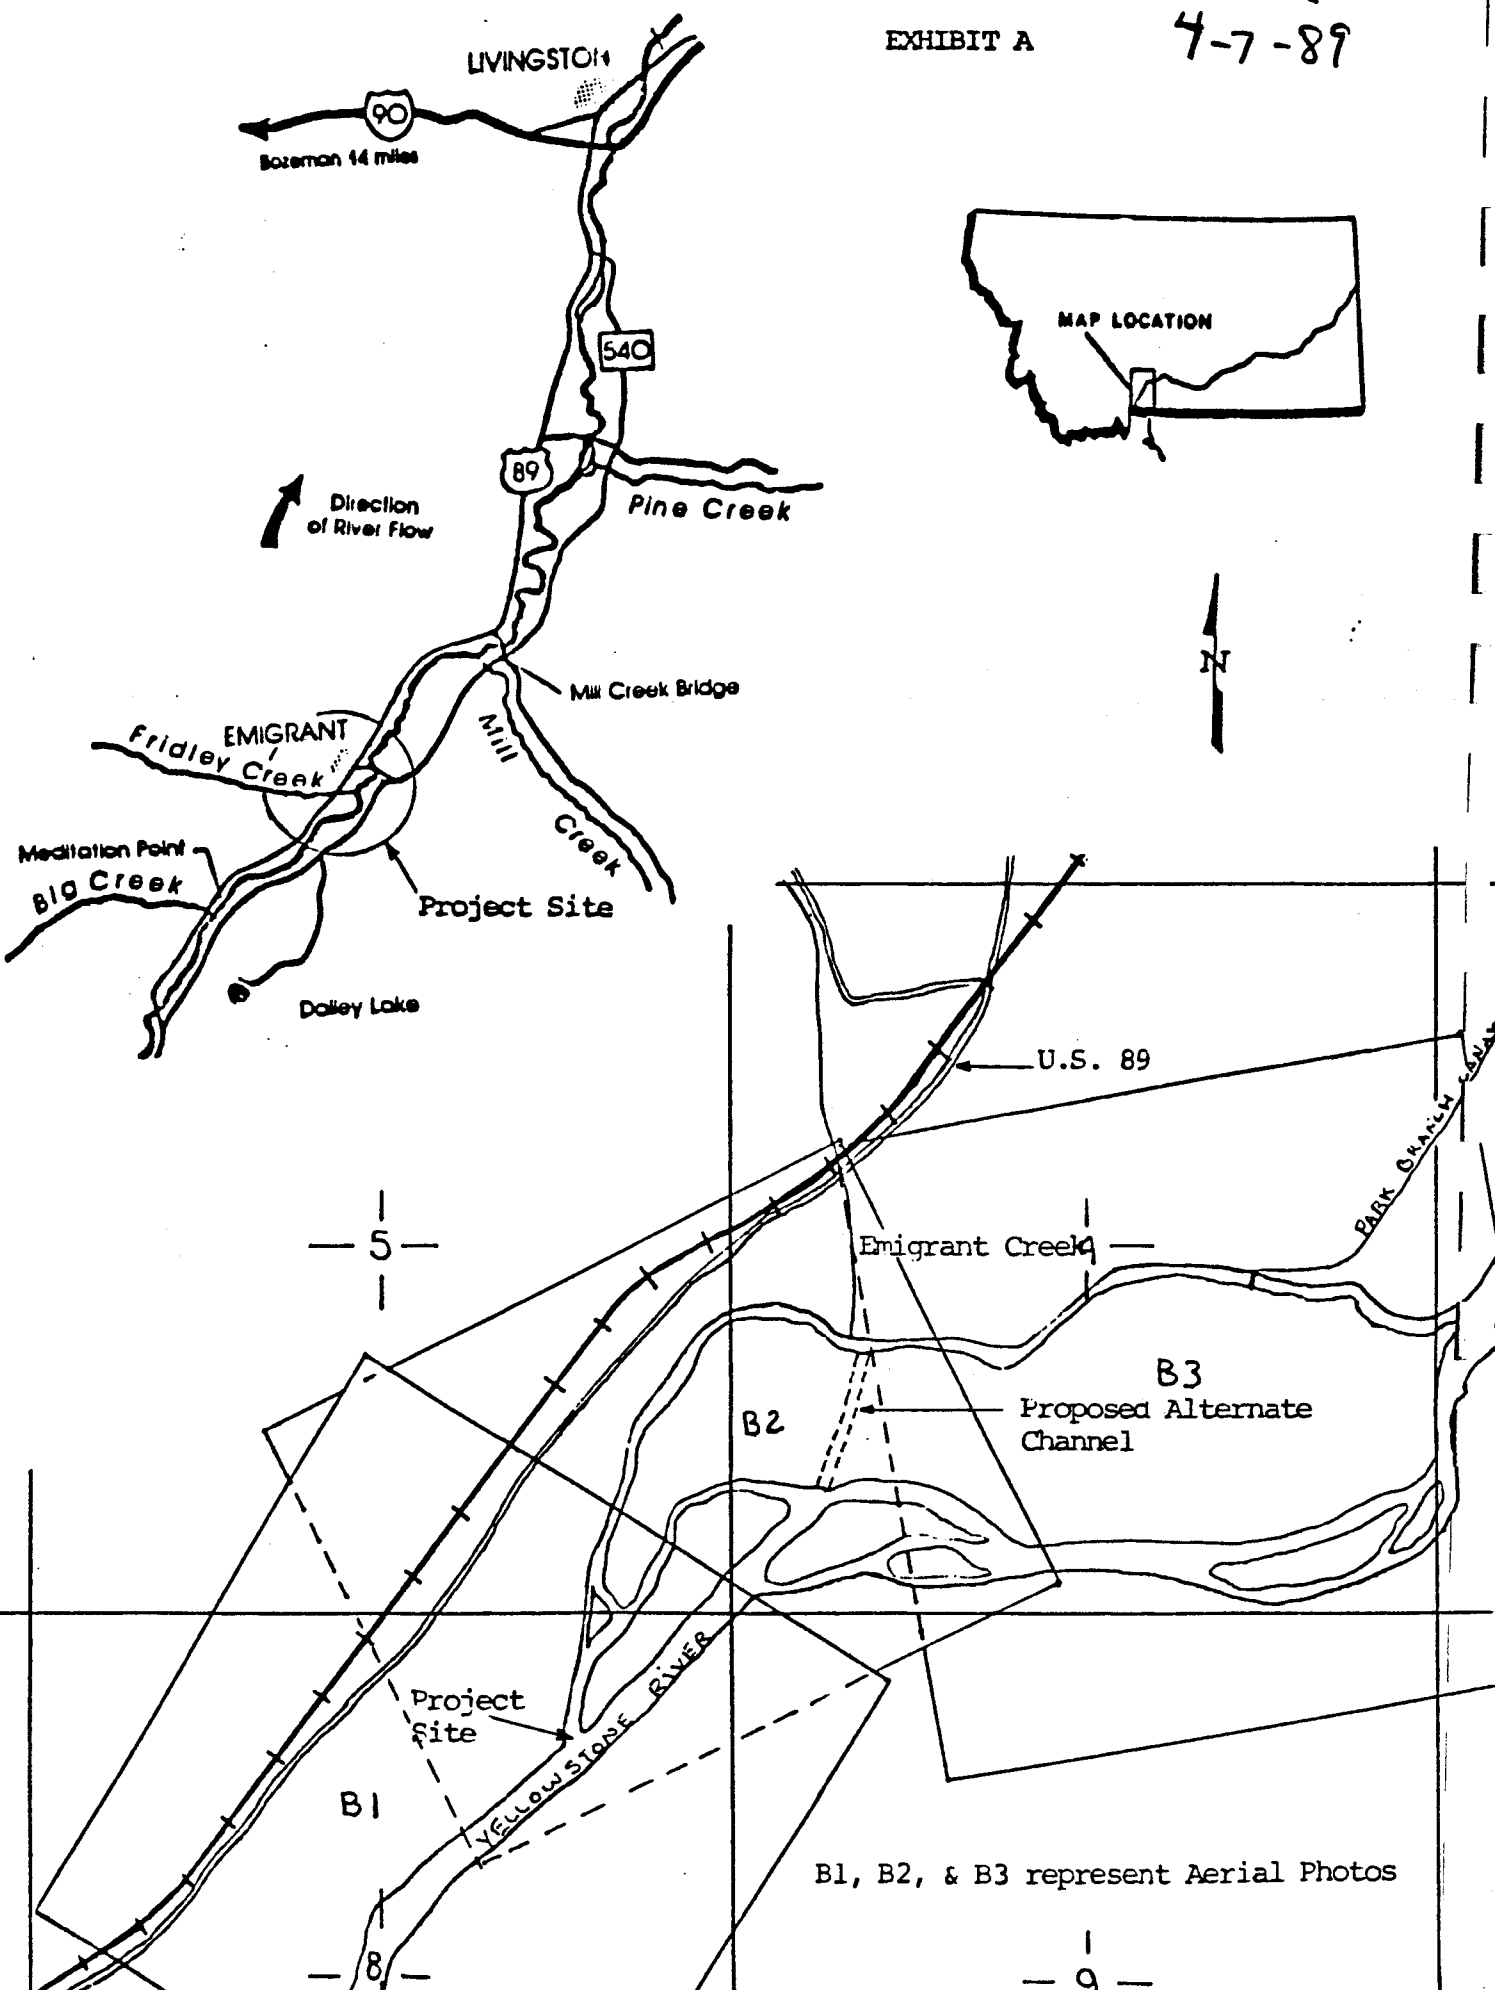 EXHIBIT A
4-7-89
LIVINGSTON
90
Bozeman 14 miles
MAP LOCATION
540
89
Pine Creek
Direction
of River Flow
N
Mill Creek Bridge
Mill
Creek
EMIGRANT
Fridley Creek
Meditation Point
Big Creek
Project Site
Dailey Lake
U.S. 89
PARK BRANCH CANAL
5
Emigrant Creek
4
B3
B2
Proposed Alternate
Channel
Project
Site
YELLOWSTONE RIVER
B1
B1, B2, & B3 represent Aerial Photos
8
9